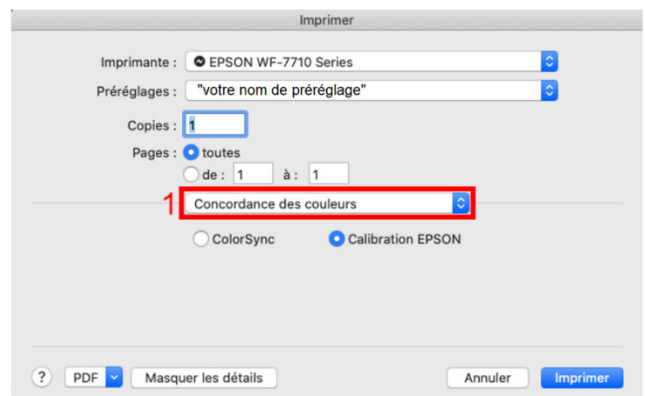 Imprimer
Imprimante : EPSON WF-7710 Series
Préréglages : "votre nom de préréglage"
Copies : 1
Pages : toutes
de : 1 à : 1
1 Concordance des couleurs
ColorSync Calibration EPSON
? PDF Masquer les détails Annuler Imprimer